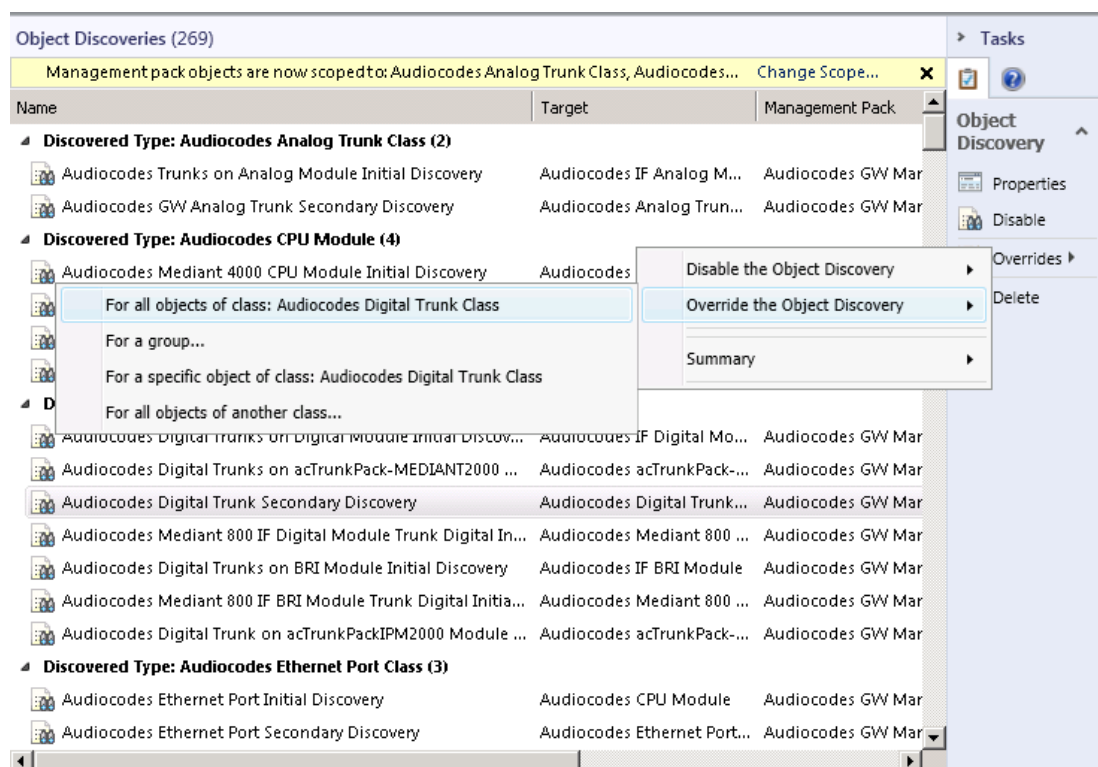 Object Discoveries (269)
Management pack objects are now scoped to: Audiocodes Analog Trunk Class, Audiocodes... Change Scope...
Name Target Management Pack
Discovered Type: Audiocodes Analog Trunk Class (2)
Audiocodes Trunks on Analog Module Initial Discovery Audiocodes IF Analog M... Audiocodes GW Mar
Audiocodes GW Analog Trunk Secondary Discovery Audiocodes Analog Trun... Audiocodes GW Mar
Discovered Type: Audiocodes CPU Module (4)
Audiocodes Mediant 4000 CPU Module Initial Discovery Audiocodes
Disable the Object Discovery
Override the Object Discovery
Summary
For all objects of class: Audiocodes Digital Trunk Class
For a group...
For a specific object of class: Audiocodes Digital Trunk Class
For all objects of another class...
D
Audiocodes Digital Trunks on Digital Module Initial Discov... Audiocodes IF Digital Mo... Audiocodes GW Mar
Audiocodes Digital Trunks on acTrunkPack-MEDIANT2000 ... Audiocodes acTrunkPack-... Audiocodes GW Mar
Audiocodes Digital Trunk Secondary Discovery Audiocodes Digital Trunk... Audiocodes GW Mar
Audiocodes Mediant 800 IF Digital Module Trunk Digital In... Audiocodes Mediant 800 ... Audiocodes GW Mar
Audiocodes Digital Trunks on BRI Module Initial Discovery Audiocodes IF BRI Module Audiocodes GW Mar
Audiocodes Mediant 800 IF BRI Module Trunk Digital Initia... Audiocodes Mediant 800 ... Audiocodes GW Mar
Audiocodes Digital Trunk on acTrunkPackIPM2000 Module ... Audiocodes acTrunkPack-... Audiocodes GW Mar
Discovered Type: Audiocodes Ethernet Port Class (3)
Audiocodes Ethernet Port Initial Discovery Audiocodes CPU Module Audiocodes GW Mar
Audiocodes Ethernet Port Secondary Discovery Audiocodes Ethernet Port... Audiocodes GW Mar
Tasks
Object
Discovery
Properties
Disable
Overrides
Delete